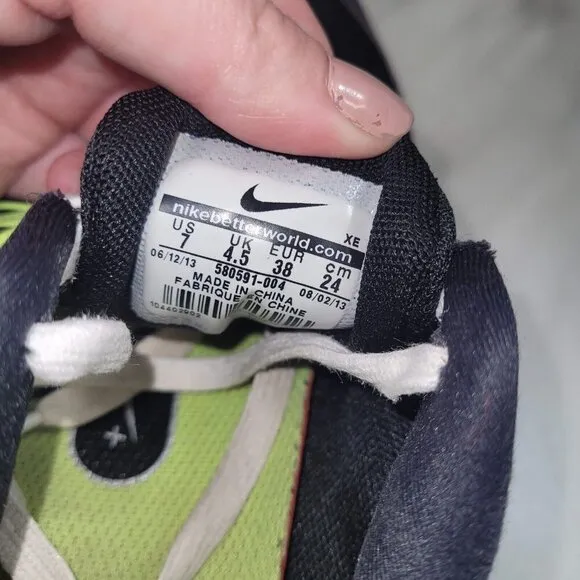 nikebetterworld.com
XE
US UK EUR cm
7 4.5 38 24
06/12/13 580591-004 08/02/13
MADE IN CHINA
FABRIQUE EN CHINE